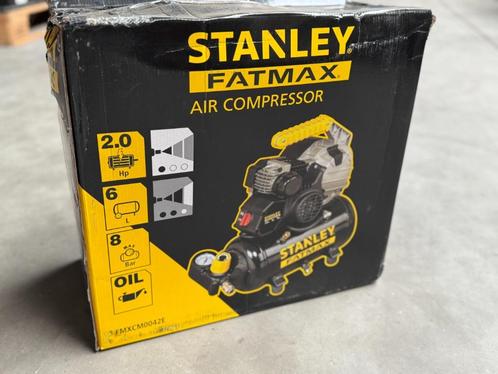 STANLEY
FATMAX
AIR COMPRESSOR
2.0
Hp
6
L
8
Bar
OIL
FMXCM0042E
STANLEY
FATMAX